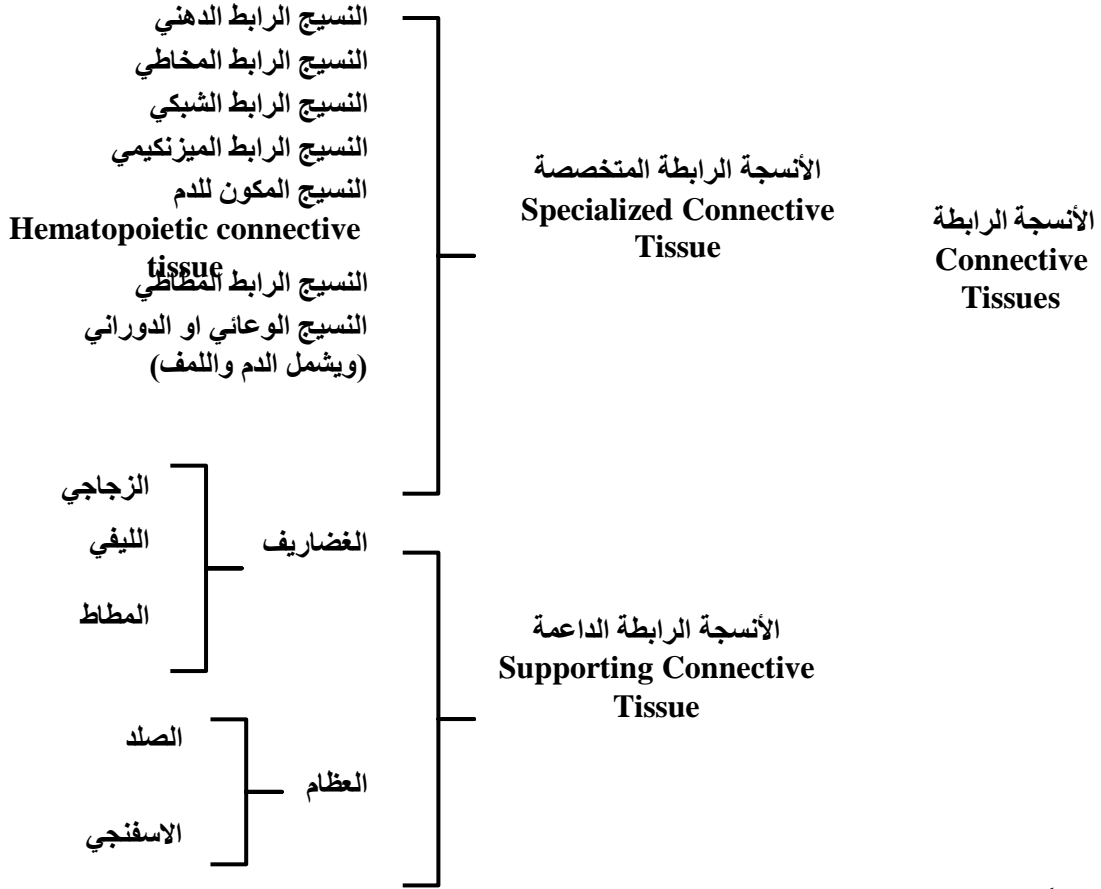 الأنسجة الرابطة
Connective
Tissues
الأنسجة الرابطة المتخصصة
Specialized Connective
Tissue
النسيج الرابط الدهني
النسيج الرابط المخاطي
النسيج الرابط الشبكي
النسيج الرابط الميزنكيمي
النسيج المكون للدم
Hematopoietic connective
tissue
النسيج الرابط المطاطي
النسيج الوعائي او الدوراني
(ويشمل الدم واللمف)
الأنسجة الرابطة الداعمة
Supporting Connective
Tissue
الغضاريف
الزجاجي
الليفي
المطاط
العظام
الصلد
الاسفنجي